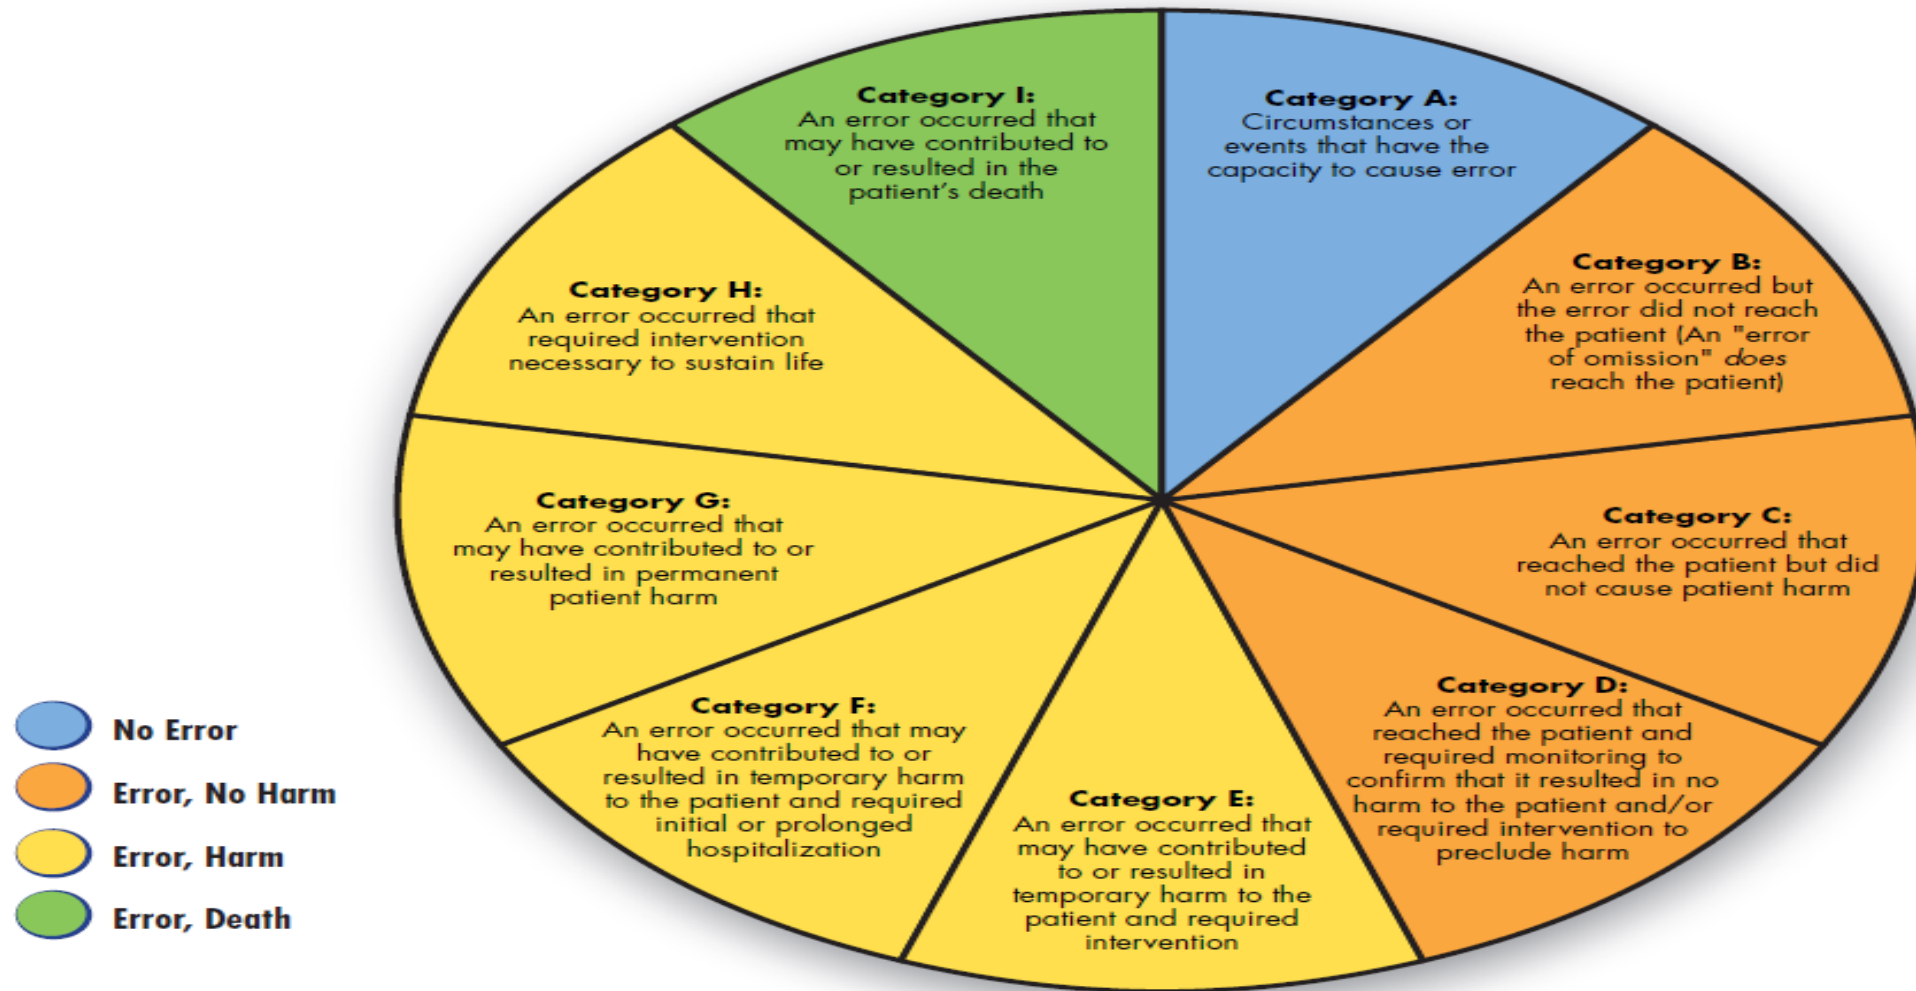 Category I:
An error occurred that
may have contributed to
or resulted in the
patient’s death
Category A:
Circumstances or
events that have the
capacity to cause error
Category B:
An error occurred but
the error did not reach
the patient (An "error
of omission" does
reach the patient)
Category H:
An error occurred that
required intervention
necessary to sustain life
Category G:
An error occurred that
may have contributed to or
resulted in permanent
patient harm
Category C:
An error occurred that
reached the patient but did
not cause patient harm
Category D:
An error occurred that
reached the patient and
required monitoring to
confirm that it resulted in no
harm to the patient and/or
required intervention to
preclude harm
Category F:
An error occurred that may
have contributed to or
resulted in temporary harm
to the patient and required
initial or prolonged
hospitalization
Category E:
An error occurred that
may have contributed
to or resulted in
temporary harm to the
patient and required
intervention
No Error
Error, No Harm
Error, Harm
Error, Death